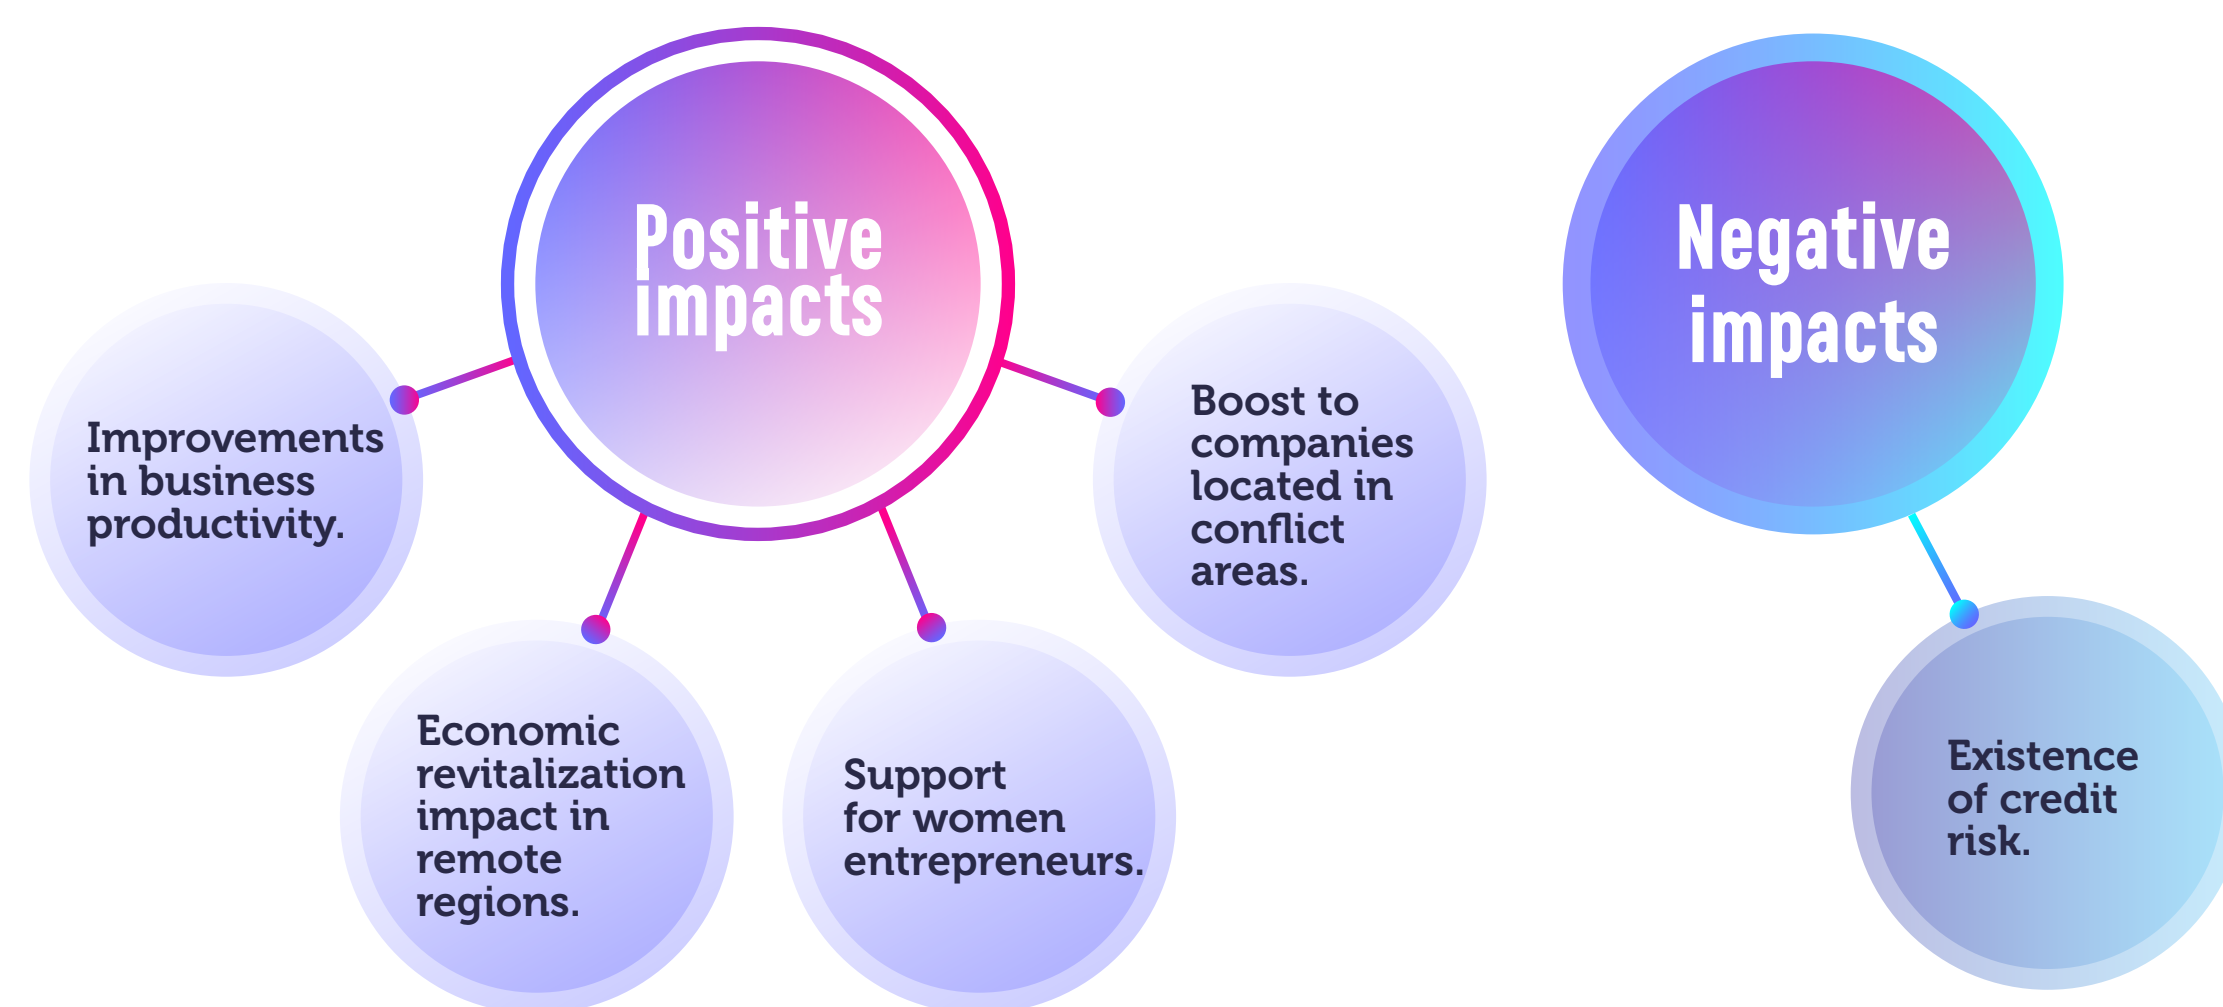 Positive
impacts
Improvements
in business
productivity.
Economic
revitalization
impact in
remote
regions.
Support
for women
entrepreneurs.
Boost to
companies
located in
conflict
areas.
Negative
impacts
Existence
of credit
risk.